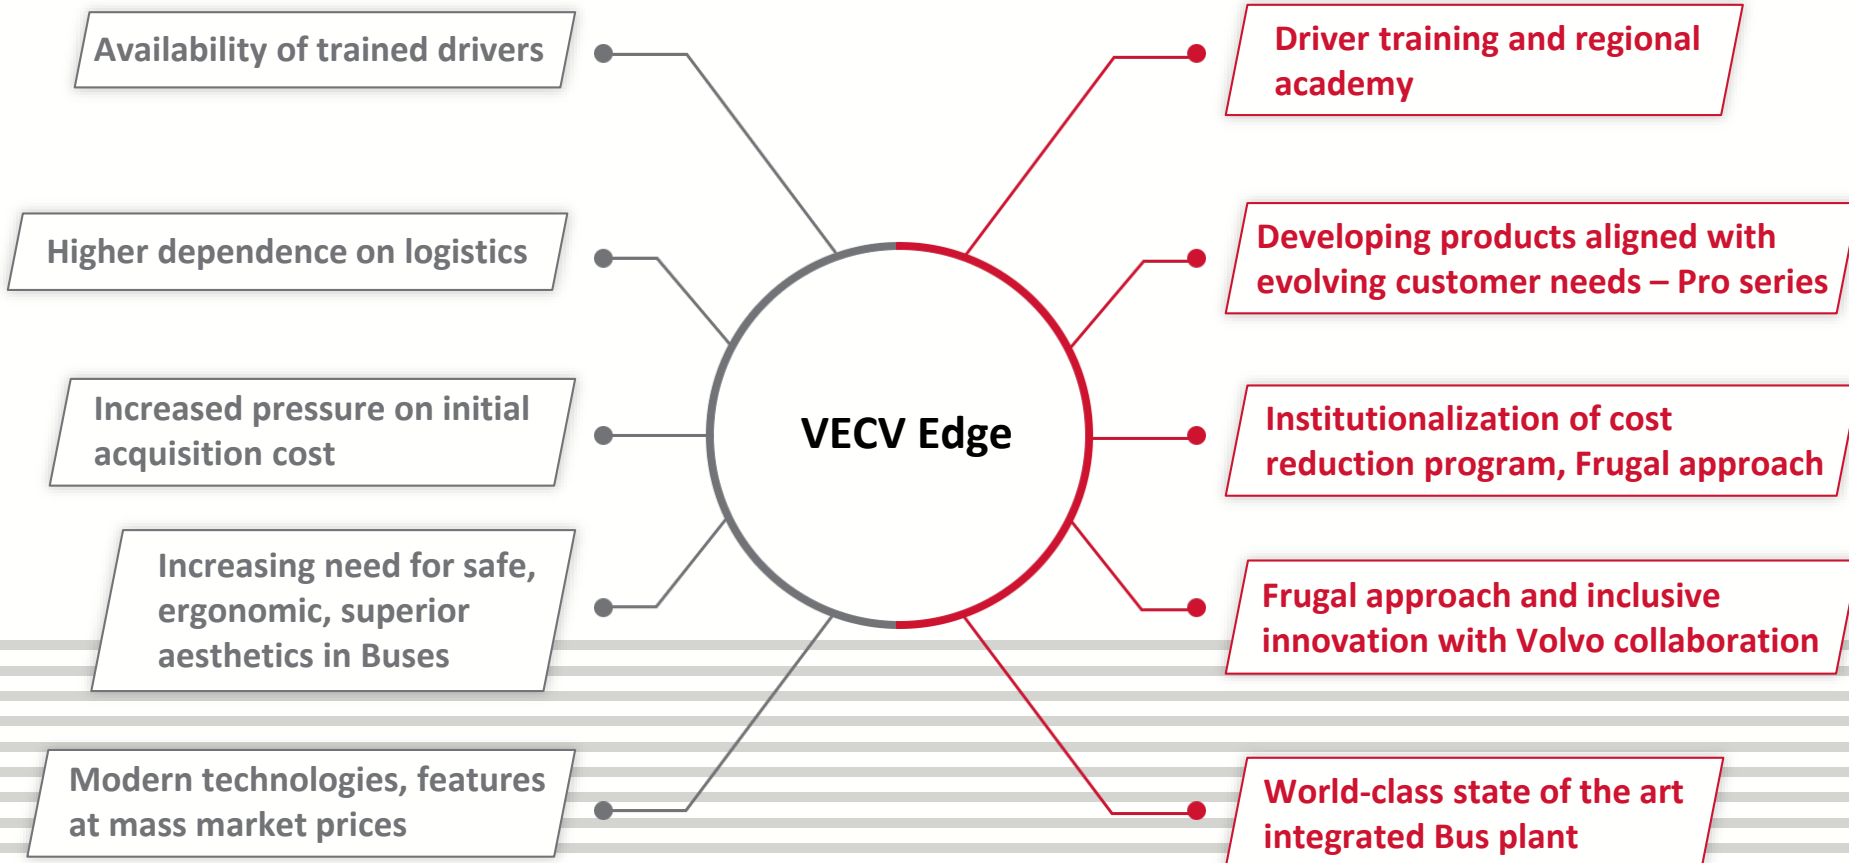 Availability of trained drivers
Higher dependence on logistics
Increased pressure on initial
acquisition cost
Increasing need for safe,
ergonomic, superior
aesthetics in Buses
Modern technologies, features
at mass market prices
VECV Edge
Driver training and regional
academy
Developing products aligned with
evolving customer needs – Pro series
Institutionalization of cost
reduction program, Frugal approach
Frugal approach and inclusive
innovation with Volvo collaboration
World-class state of the art
integrated Bus plant